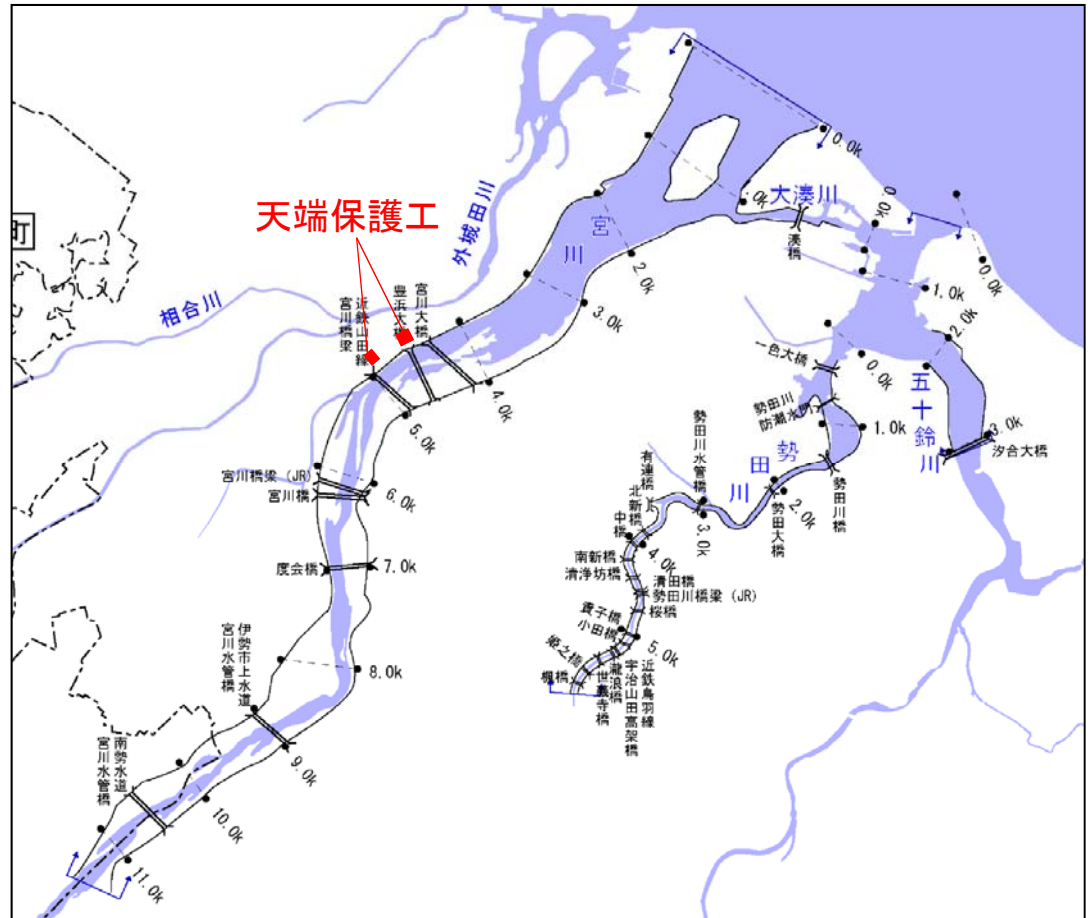 0.0k
.0k
大湊川
湊橋
0.0k
0.0k
1.0k
宮川
2.0k
3.0k
外城田川
天端保護工
町
相合川
近鉄山田線
宮川橋梁
豊浜大橋
宮川大橋
4.0k
5.0k
宮川橋梁 (JR)
宮川橋
6.0k
度会橋
7.0k
8.0k
伊勢市上水道
宮川水管橋
9.0k
南勢水道
宮川水管橋
10.0k
11.0k
一色大橋
0.0k
勢田川
防潮水門
1.0k
勢田川橋
勢田川
勢田大橋
2.0k
勢田川水管橋
3.0k
有連橋
北新橋
中橋
4.0k
南新橋
清浄坊橋
清田橋
勢田川橋梁 (JR)
桜橋
貴子橋
小田橋
5.0k
姫之橋
棚橋
世義寺橋
瀧浪橋
宇治山田高架橋
近鉄鳥羽線
2.0k
五十鈴川
3.0k
汐合大橋